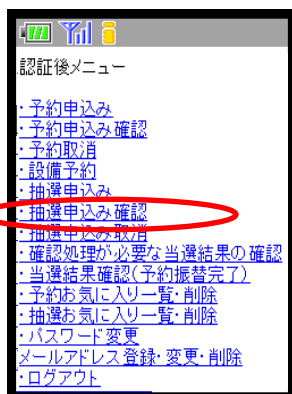 認証後メニュー
・予約申込み
・予約申込み確認
・予約取消
・設備予約
・抽選申込み
・抽選申込み確認
・抽選申込み取消
・確認処理が必要な当選結果の確認
・当選結果確認(予約振替完了)
・予約お気に入り一覧・削除
・抽選お気に入り一覧・削除
・パスワード変更
メールアドレス登録・変更・削除
・ログアウト